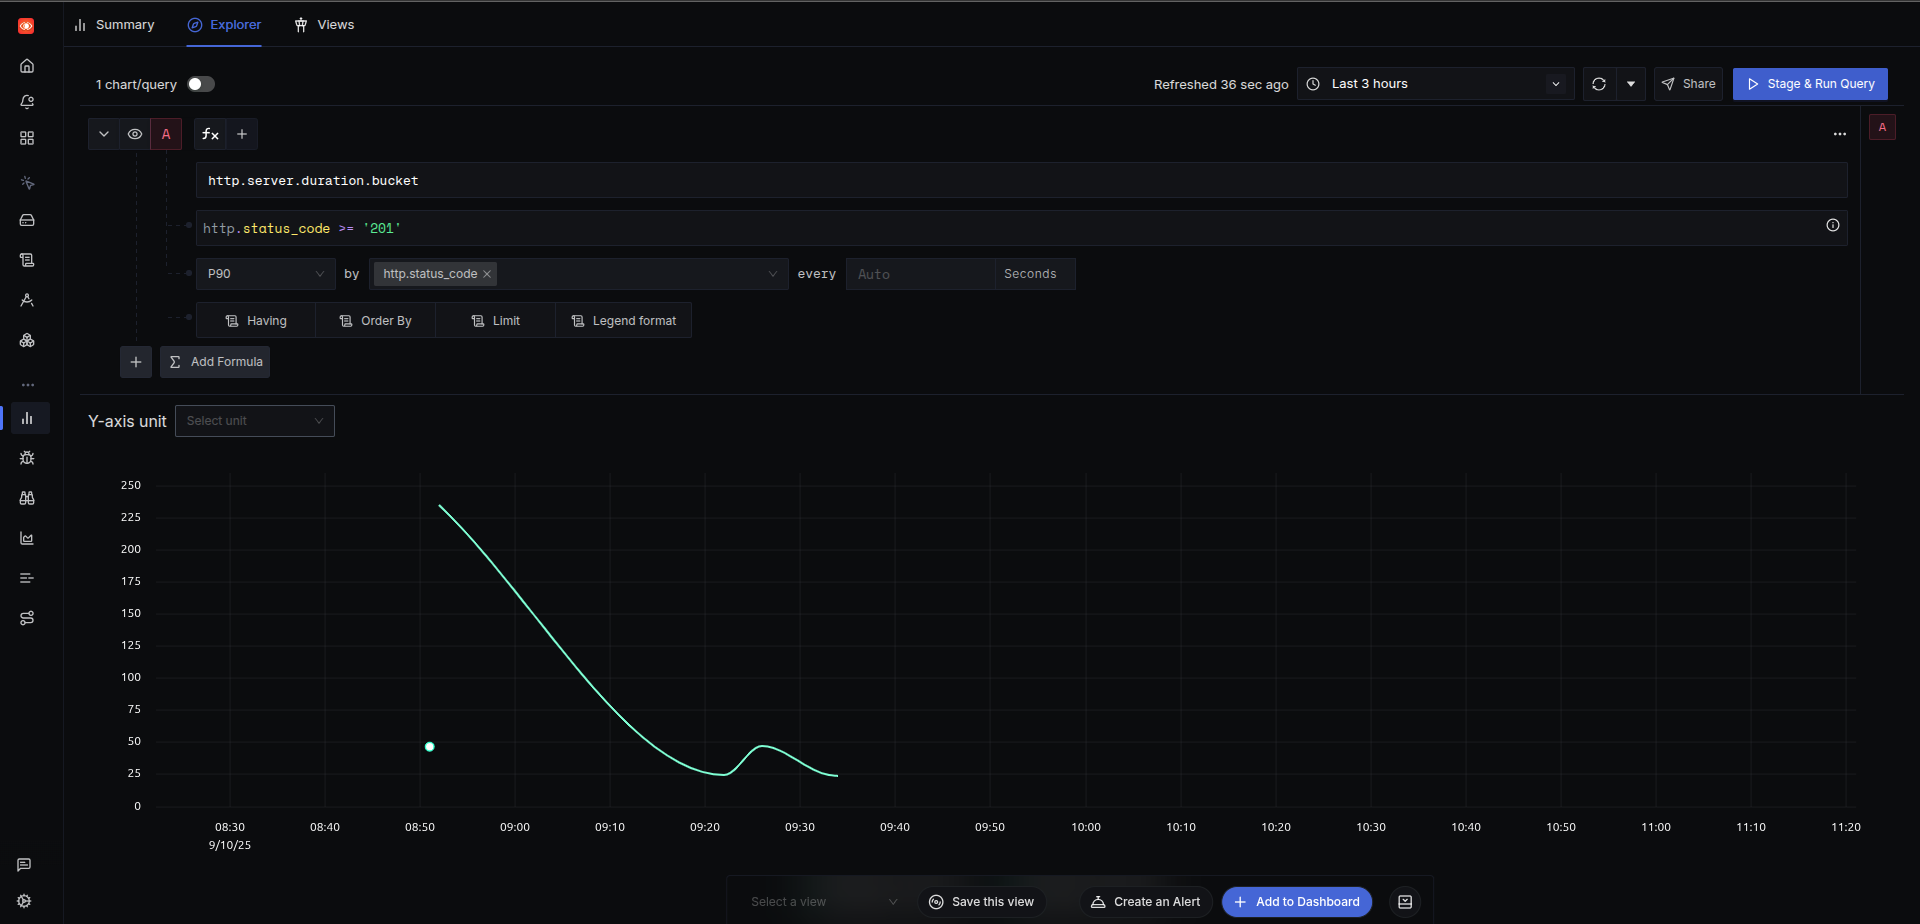 Summary Explorer Views
1 chart/query Refreshed 36 sec ago Last 3 hours Share Stage & Run Query
A fx A
http.server.duration.bucket
http.status_code >= '201'
P90 by http.status_code every Auto Seconds
Having Order By Limit Legend format
Add Formula
Y-axis unit Select unit
250
225
200
175
150
125
100
75
50
25
0
08:30 08:40 08:50 09:00 09:10 09:20 09:30 09:40 09:50 10:00 10:10 10:20 10:30 10:40 10:50 11:00 11:10 11:20
9/10/25
Select a view Save this view Create an Alert Add to Dashboard